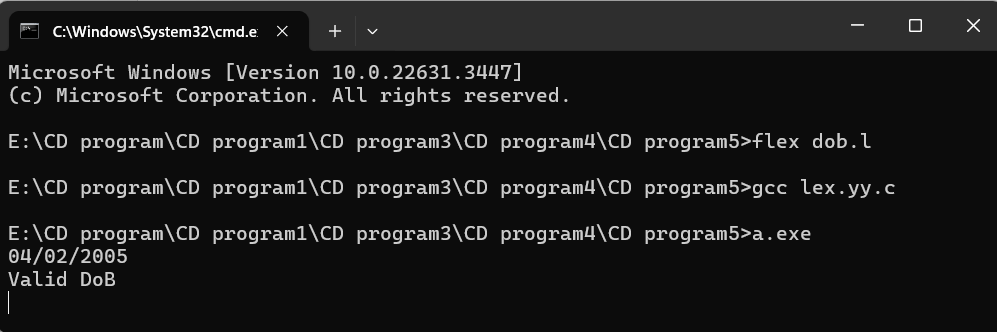 C:\Windows\System32\cmd.e
Microsoft Windows [Version 10.0.22631.3447]
(c) Microsoft Corporation. All rights reserved.
E:\CD program\CD program1\CD program3\CD program4\CD program5>flex dob.l
E:\CD program\CD program1\CD program3\CD program4\CD program5>gcc lex.yy.c
E:\CD program\CD program1\CD program3\CD program4\CD program5>a.exe
04/02/2005
Valid DoB